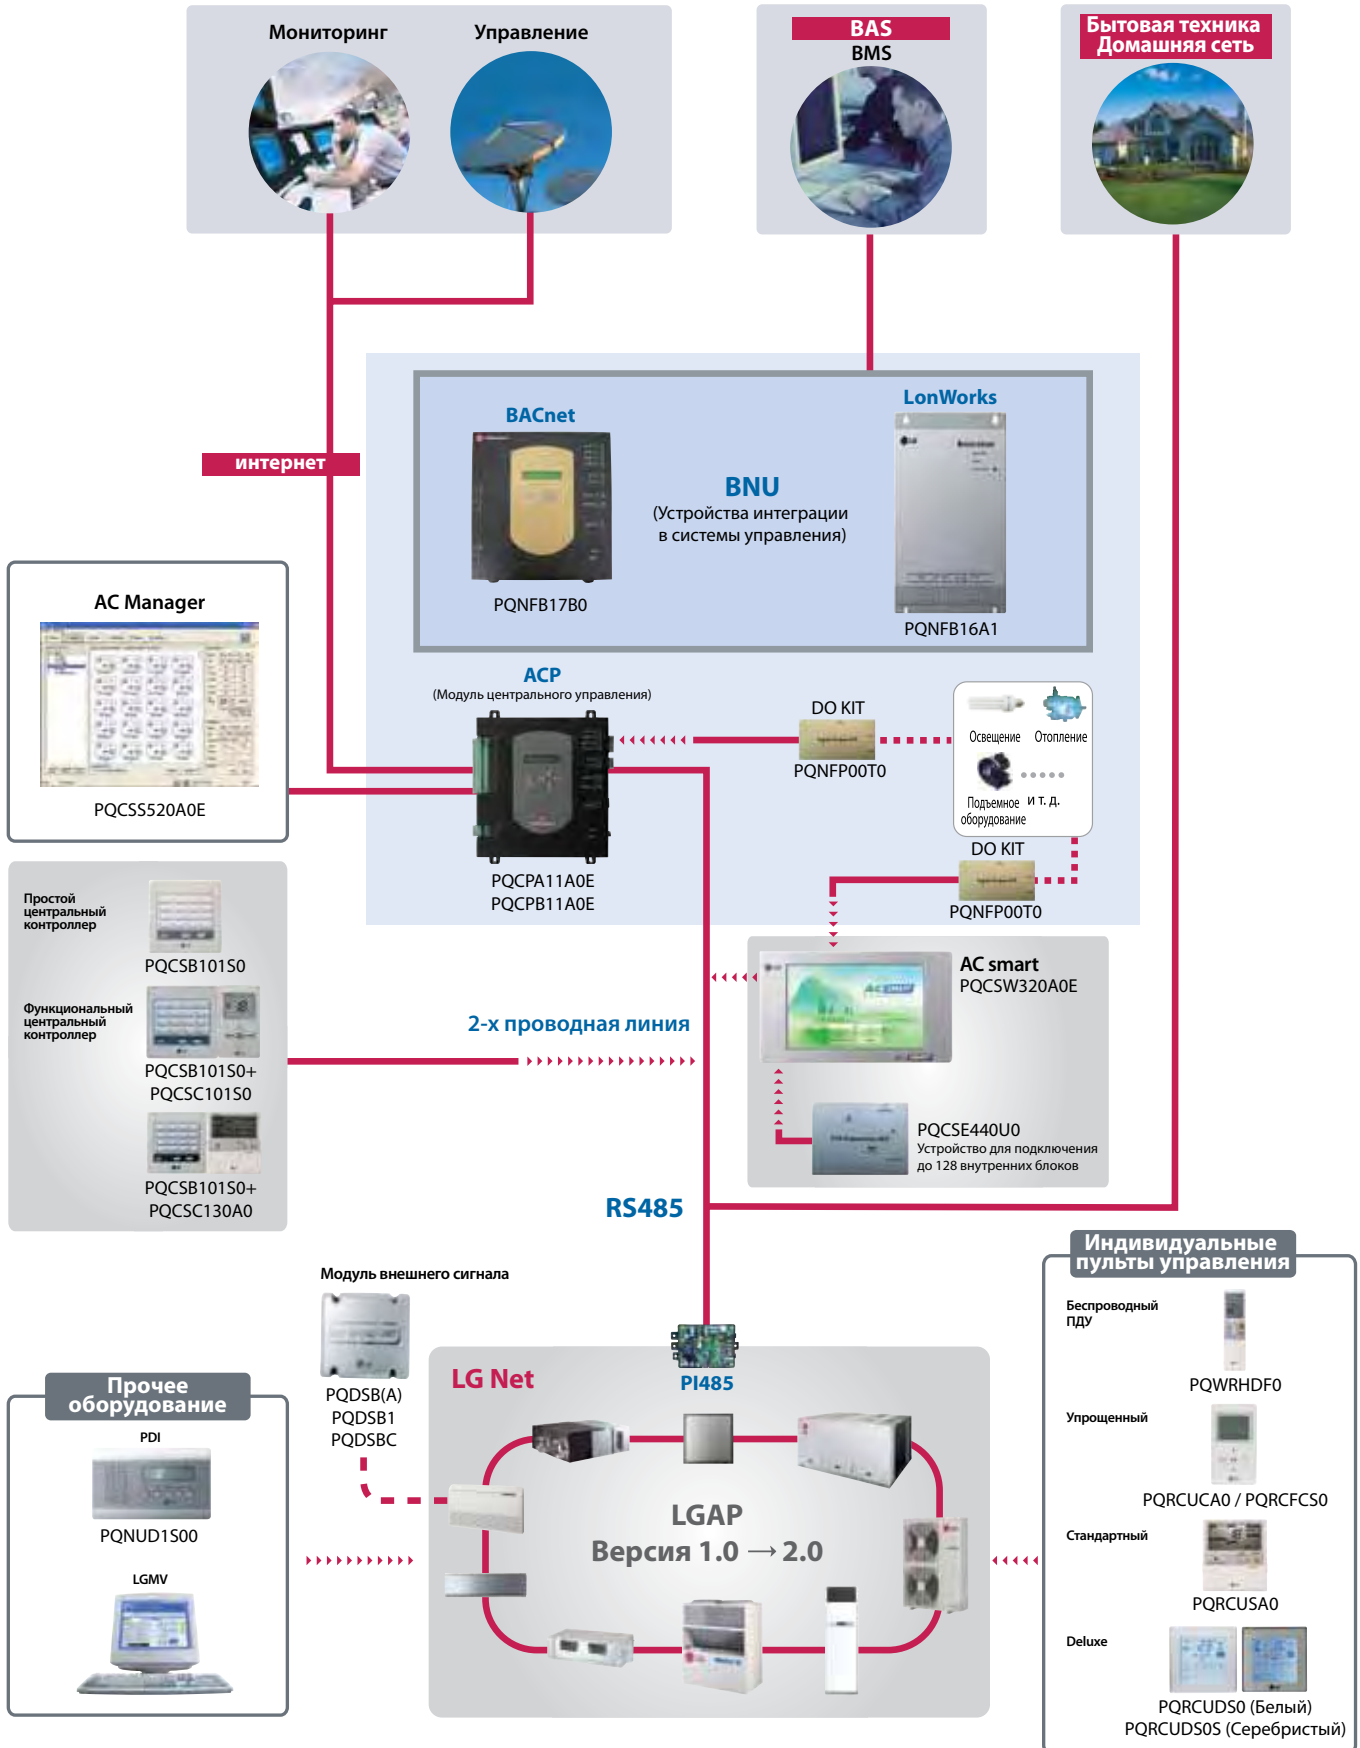 Мониторинг
Управление
BAS
BMS
Бытовая техника
Домашняя сеть
BACnet
LonWorks
интернет
BNU
(Устройства интеграции
в системы управления)
PQNFB17B0
PQNFB16A1
AC Manager
PQCSS520A0E
ACP
(Модуль центрального управления)
DO KIT
PQNFP00T0
Освещение
Отопление
Подъемное
оборудование
и т. д.
DO KIT
PQNFP00T0
PQCPA11A0E
PQCPB11A0E
Простой
центральный
контроллер
PQCSB101S0
Функциональный
центральный
контроллер
PQCSB101S0+
PQCSC101S0
PQCSB101S0+
PQCSC130A0
2-х проводная линия
AC smart
PQCSW320A0E
PQCSE440U0
Устройство для подключения
до 128 внутренних блоков
RS485
Модуль внешнего сигнала
PQDSB(A)
PQDSB1
PQDSBC
Прочее
оборудование
PDI
PQNUD1S00
LGMV
LG Net
PI485
LGAP
Версия 1.0 → 2.0
Индивидуальные
пульты управления
Беспроводный
ПДУ
PQWRHDF0
Упрощенный
PQRCUCA0 / PQRCFCS0
Стандартный
PQRCUSA0
Deluxe
PQRCUDS0 (Белый)
PQRCUDS0S (Серебристый)